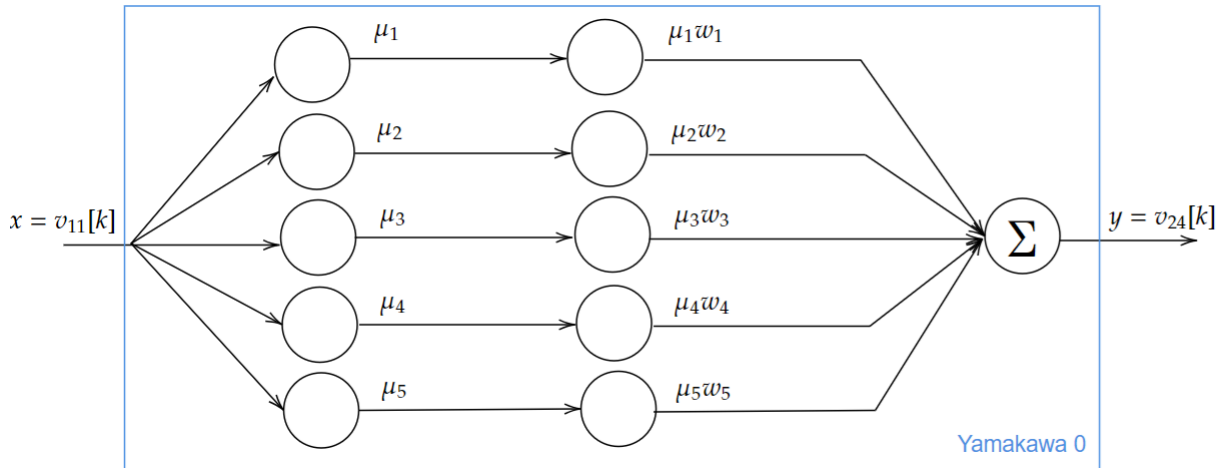 μ₁ μ₁w₁
μ₂ μ₂w₂
x = v₁₁[k] μ₃ μ₃w₃ Σ y = v₂₄[k]
μ₄ μ₄w₄
μ₅ μ₅w₅
Yamakawa 0